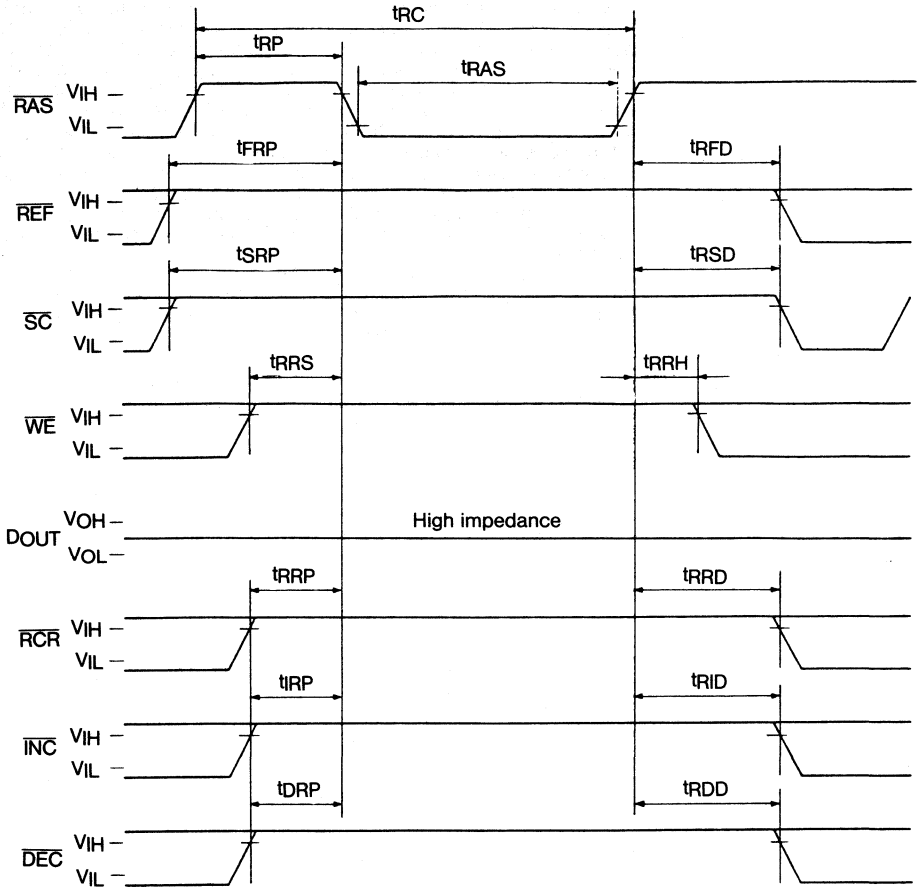 tRC
tRP
tRAS
RAS VIH
VIL
tFRP tRFD
REF VIH
VIL
tSRP tRSD
SC VIH
VIL
tRRS tRRH
WE VIH
VIL
DOUT VOH High impedance
VOL
tRRP tRRD
RCR VIH
VIL
tIRP tRID
INC VIH
VIL
tDRP tRDD
DEC VIH
VIL